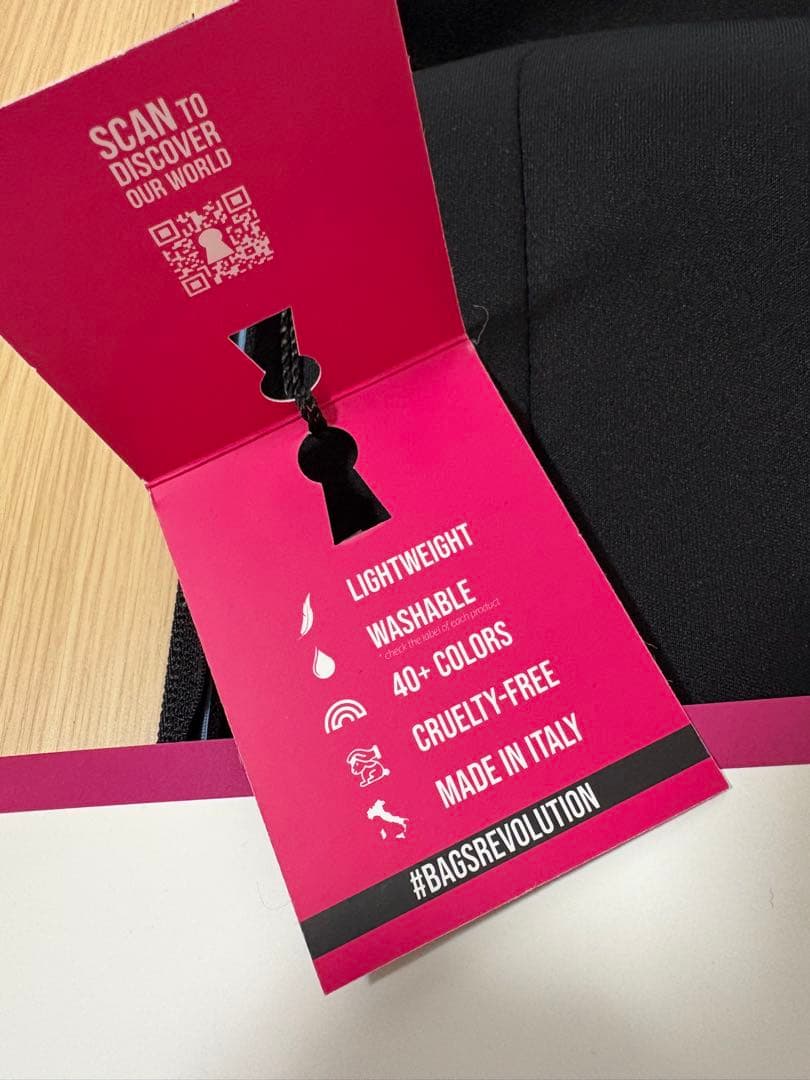 SCAN TO
DISCOVER
OUR WORLD
LIGHTWEIGHT
WASHABLE
* check the label of each product
40+ COLORS
CRUELTY-FREE
MADE IN ITALY
#BAGSREVOLUTION